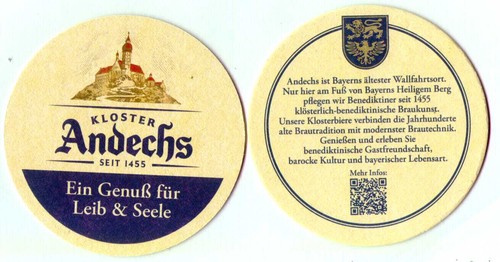 KLOSTER
Andechs
SEIT 1455
Ein Genuß für
Leib & Seele
Andechs ist Bayerns ältester Wallfahrtsort.
Nur hier am Fuß von Bayerns Heiligem Berg
pflegen wir Benediktiner seit 1455
klösterlich-benediktinische Braukunst.
Unsere Klosterbiere verbinden die Jahrhunderte
alte Brautradition mit modernster Brautechnik.
Genießen und erleben Sie
benediktinische Gastfreundschaft,
barocke Kultur und bayerischer Lebensart.
Mehr Infos: